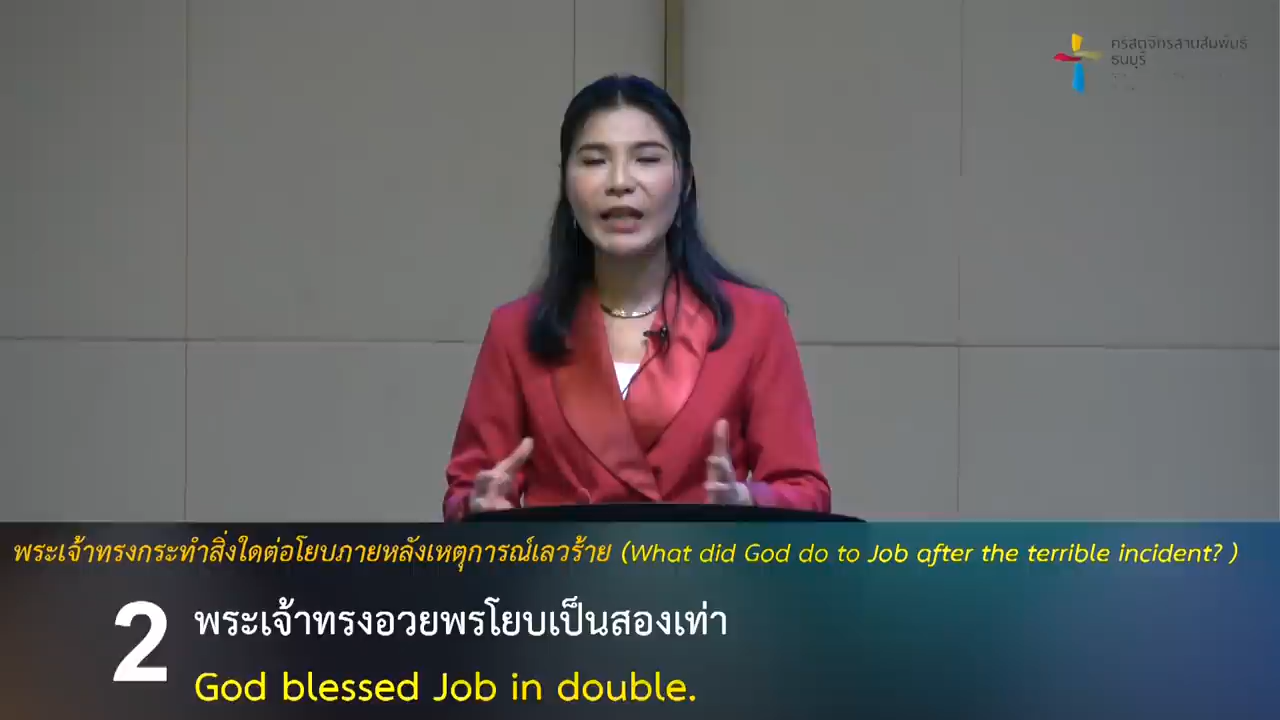 คริสตจักรสานสัมพันธ์
ธนบุรี
พระเจ้าทรงกระทำสิ่งใดต่อโยบภายหลังเหตุการณ์เลวร้าย (What did God do to Job after the terrible incident? )
2
พระเจ้าทรงอวยพรโยบเป็นสองเท่า
God blessed Job in double.